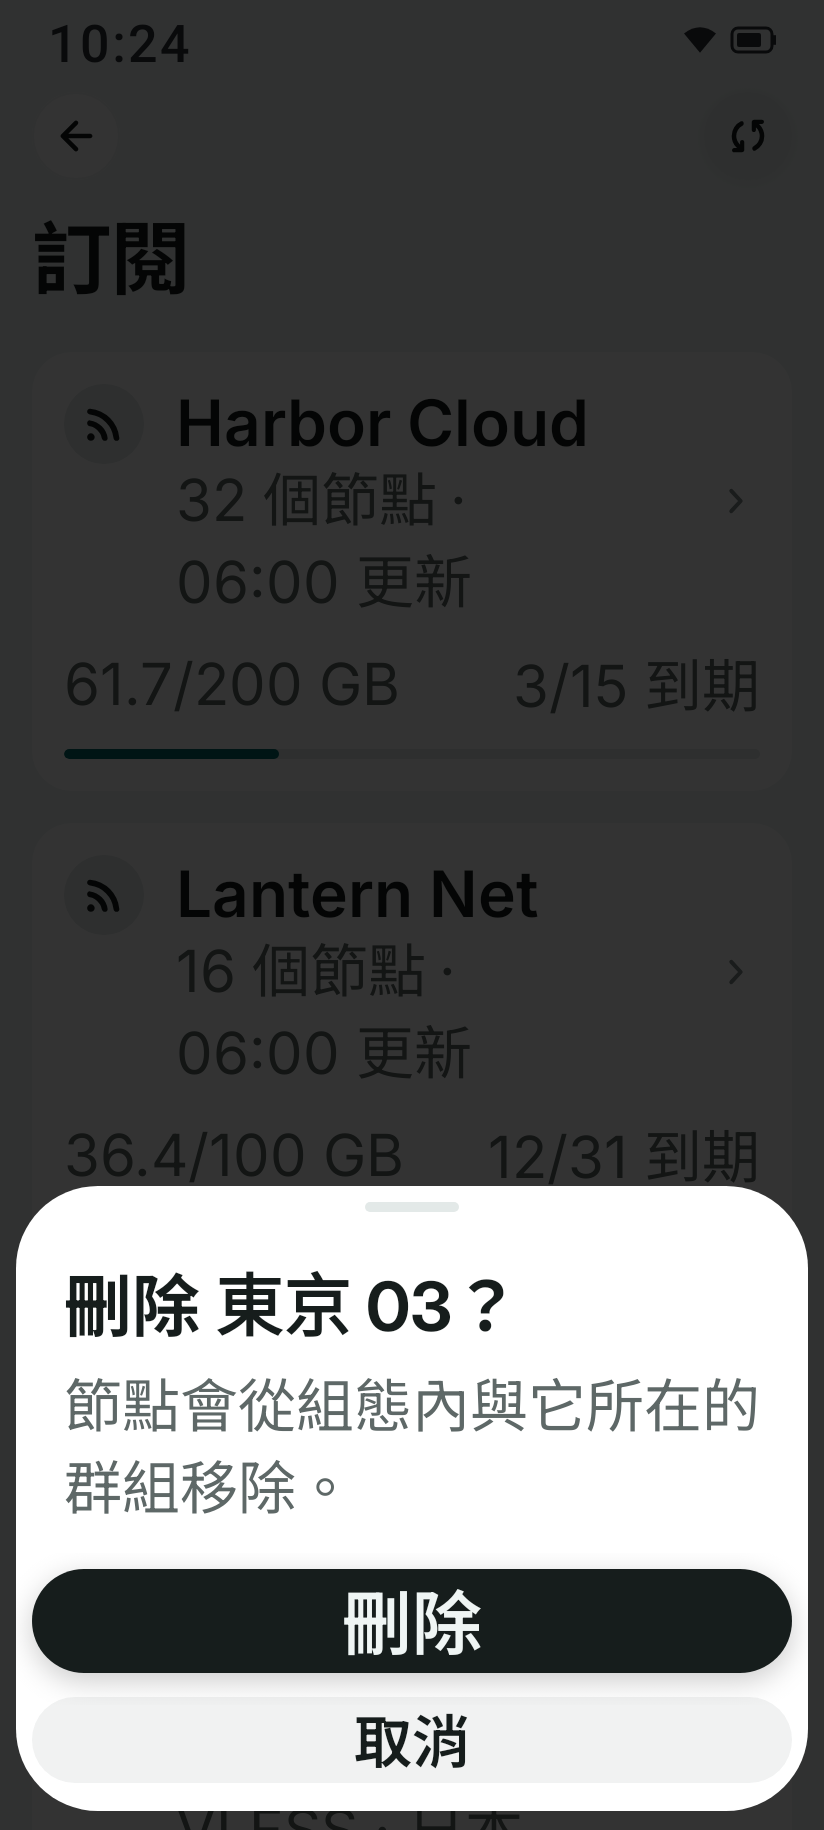 10:24
訂閱
Harbor Cloud
32 個節點 ·
06:00 更新
61.7/200 GB
3/15 到期
Lantern Net
16 個節點 ·
06:00 更新
36.4/100 GB
12/31 到期
刪除 東京 03？
節點會從組態內與它所在的
群組移除。
刪除
取消
VLESS · 日本